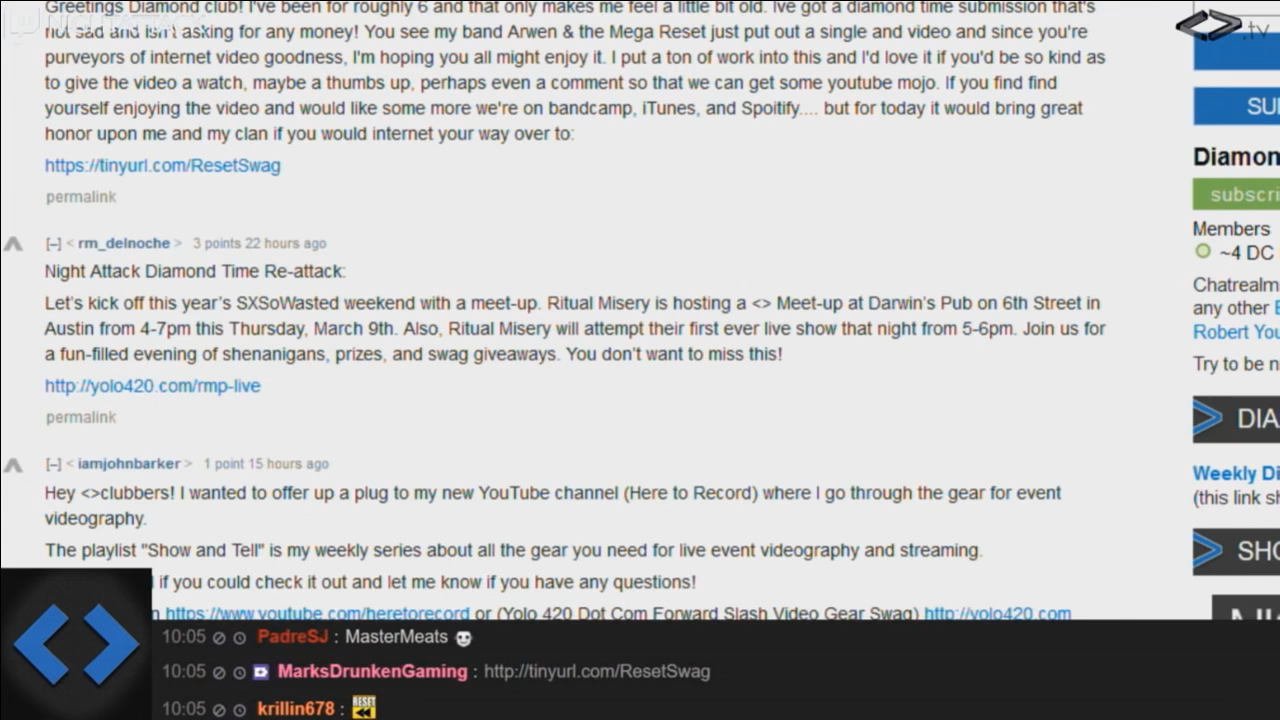 Greetings Diamond club! I've been for roughly 6 and that only makes me feel a little bit old. Ive got a diamond time submission that's
not sad and isn't asking for any money! You see my band Arwen & the Mega Reset just put out a single and video and since you're
purveyors of internet video goodness, I'm hoping you all might enjoy it. I put a ton of work into this and I'd love it if you'd be so kind as
to give the video a watch, maybe a thumbs up, perhaps even a comment so that we can get some youtube mojo. If you find find
yourself enjoying the video and would like some more we're on bandcamp, iTunes, and Spoitify.... but for today it would bring great
honor upon me and my clan if you would internet your way over to:
https://tinyurl.com/ResetSwag
permalink
[–] < rm_delnoche > 3 points 22 hours ago
Night Attack Diamond Time Re-attack:
Let's kick off this year's SXSoWasted weekend with a meet-up. Ritual Misery is hosting a <> Meet-up at Darwin's Pub on 6th Street in
Austin from 4-7pm this Thursday, March 9th. Also, Ritual Misery will attempt their first ever live show that night from 5-6pm. Join us for
a fun-filled evening of shenanigans, prizes, and swag giveaways. You don't want to miss this!
http://yolo420.com/rmp-live
permalink
[–] < iamjohnbarker > 1 point 15 hours ago
Hey <>clubbers! I wanted to offer up a plug to my new YouTube channel (Here to Record) where I go through the gear for event
videography.
The playlist "Show and Tell" is my weekly series about all the gear you need for live event videography and streaming.
if you could check it out and let me know if you have any questions!
https://www.youtube.com/heretorecord or (Yolo 420 Dot Com Forward Slash Video Gear Swag) http://yolo420.com
10:05 PadreSJ : MasterMeats
10:05 MarksDrunkenGaming : http://tinyurl.com/ResetSwag
10:05 krillin678 : RESET
<>.tv
SU
Diamon
subscri
Members
~4 DC
Chatrealm
any other
Robert You
Try to be n
> DIA
Weekly Di
(this link sh
> SHO